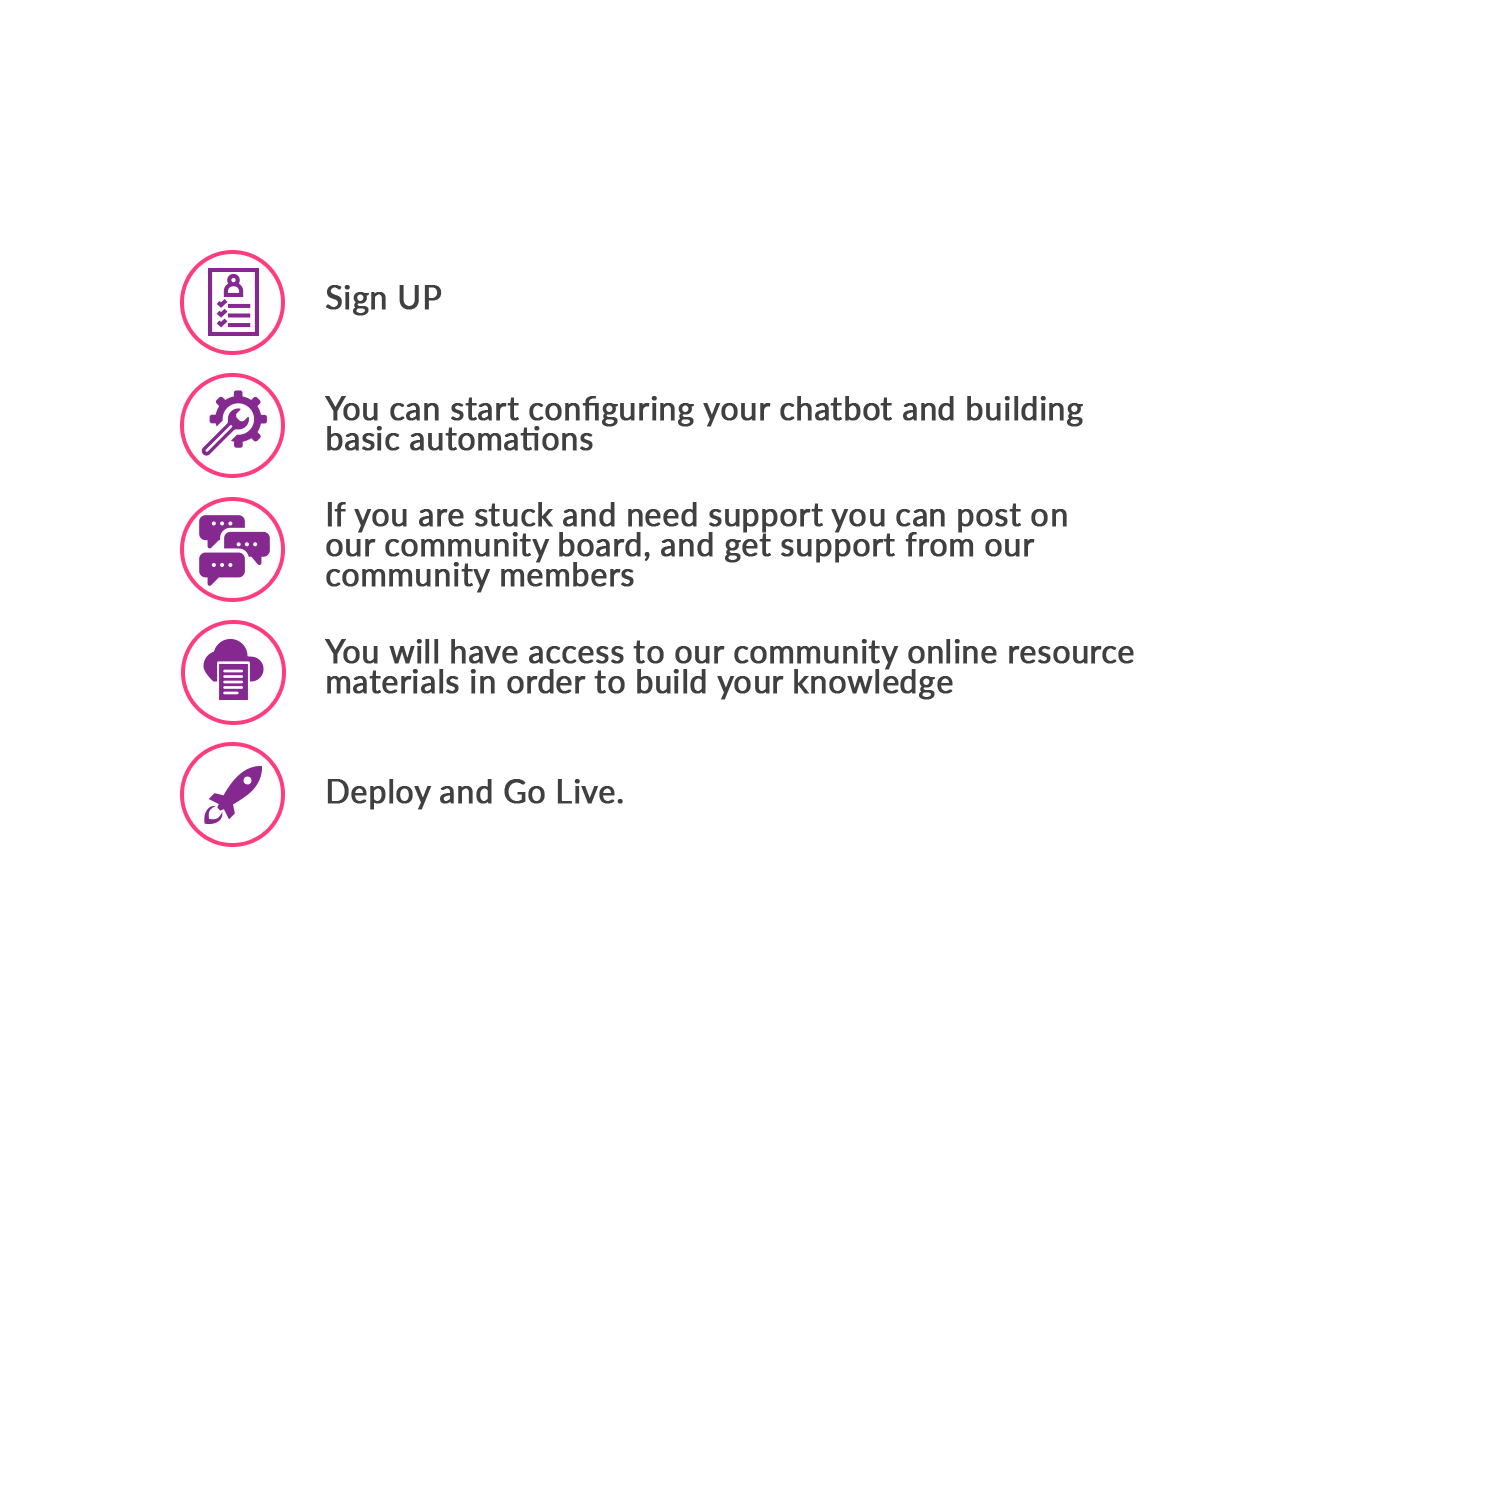 Sign UP
You can start configuring your chatbot and building
basic automations
If you are stuck and need support you can post on
our community board, and get support from our
community members
You will have access to our community online resource
materials in order to build your knowledge
Deploy and Go Live.